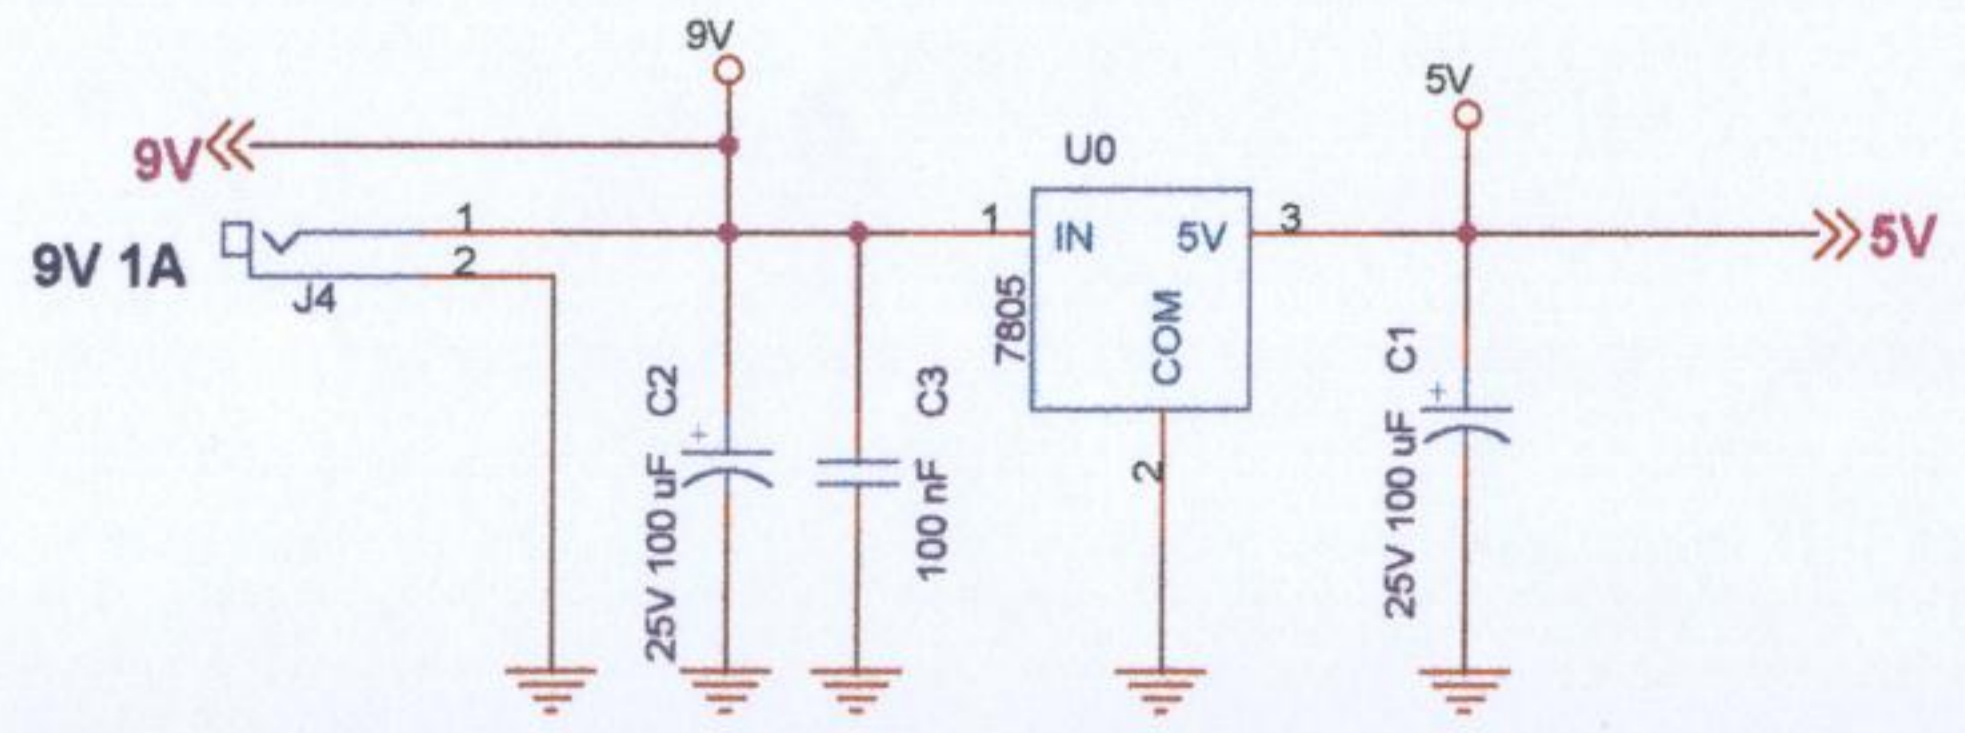 9V
9V
5V
U0
1
1
3
IN
5V
5V
9V 1A
2
J4
7805
COM
C2
25V 100 uF
C3
100 nF
2
C1
25V 100 uF
+
+